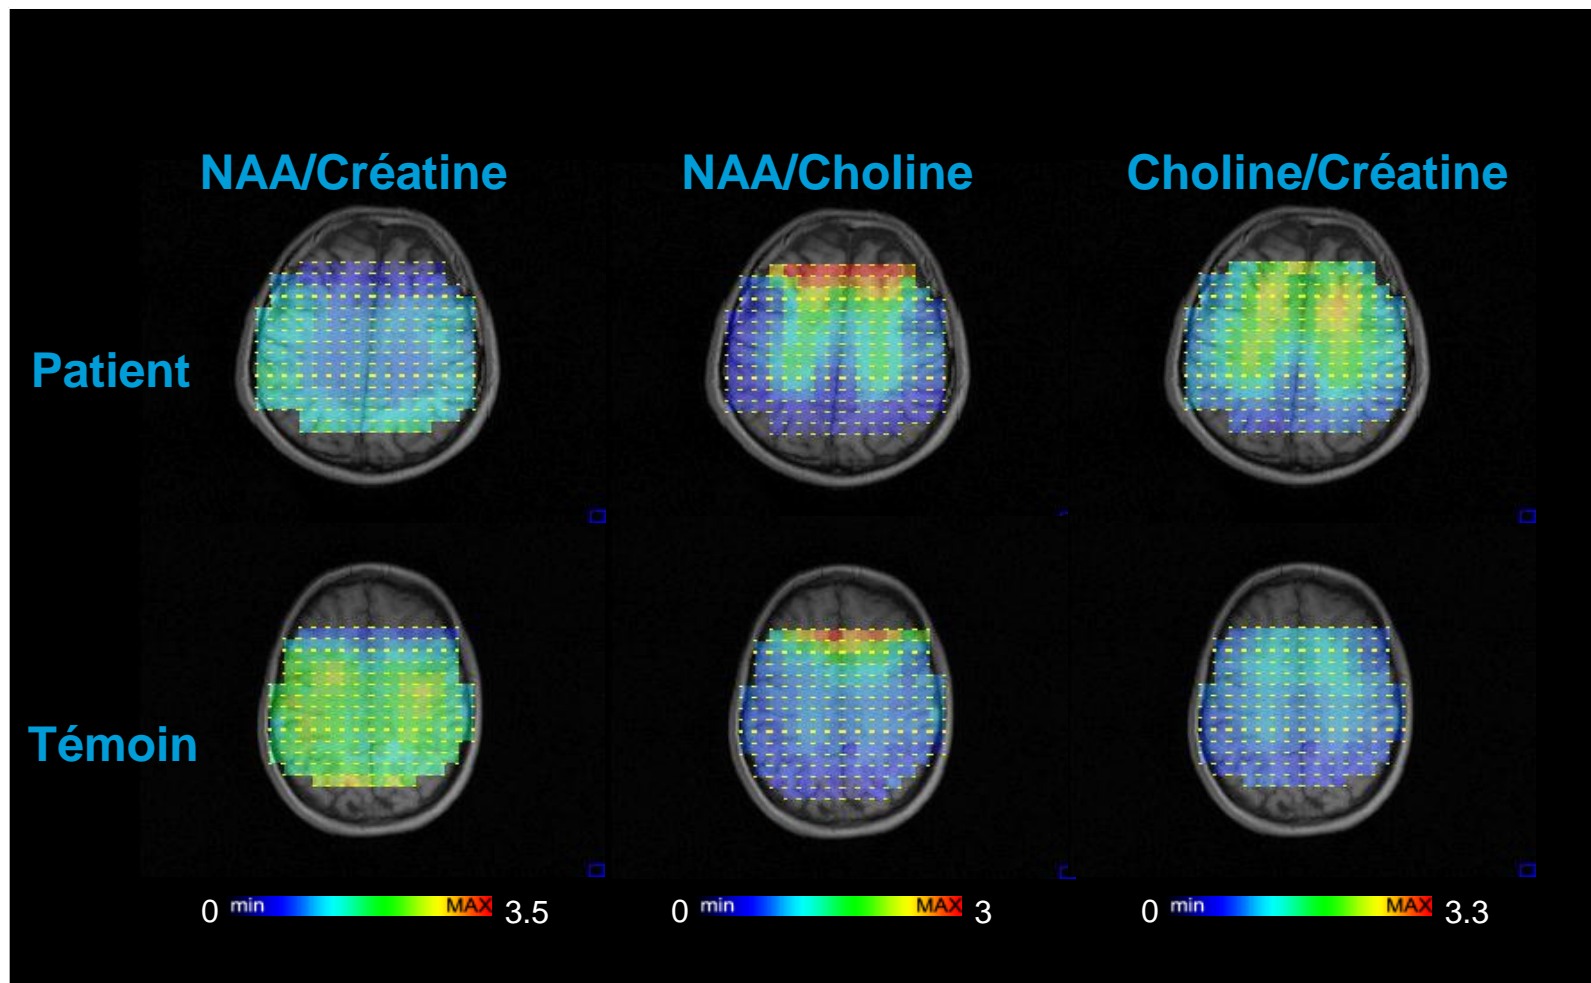 NAA/Créatine NAA/Choline Choline/Créatine
Patient
Témoin
0 min MAX 3.5 0 min MAX 3 0 min MAX 3.3